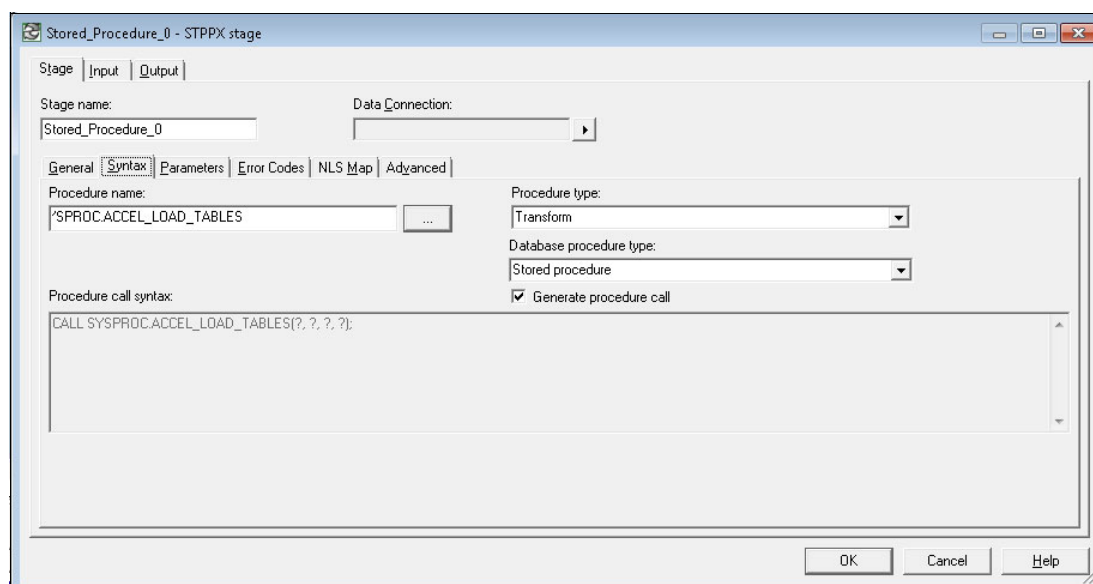 Stored_Procedure_0 - STPPX stage
Stage Input Output
Stage name: Data Connection:
Stored_Procedure_0
General Syntax Parameters Error Codes NLS Map Advanced
Procedure name: Procedure type:
'SPROC.ACCEL_LOAD_TABLES ... Transform
Database procedure type:
Stored procedure
Procedure call syntax: Generate procedure call
CALL SYSPROC.ACCEL_LOAD_TABLES(?, ?, ?, ?);
OK Cancel Help